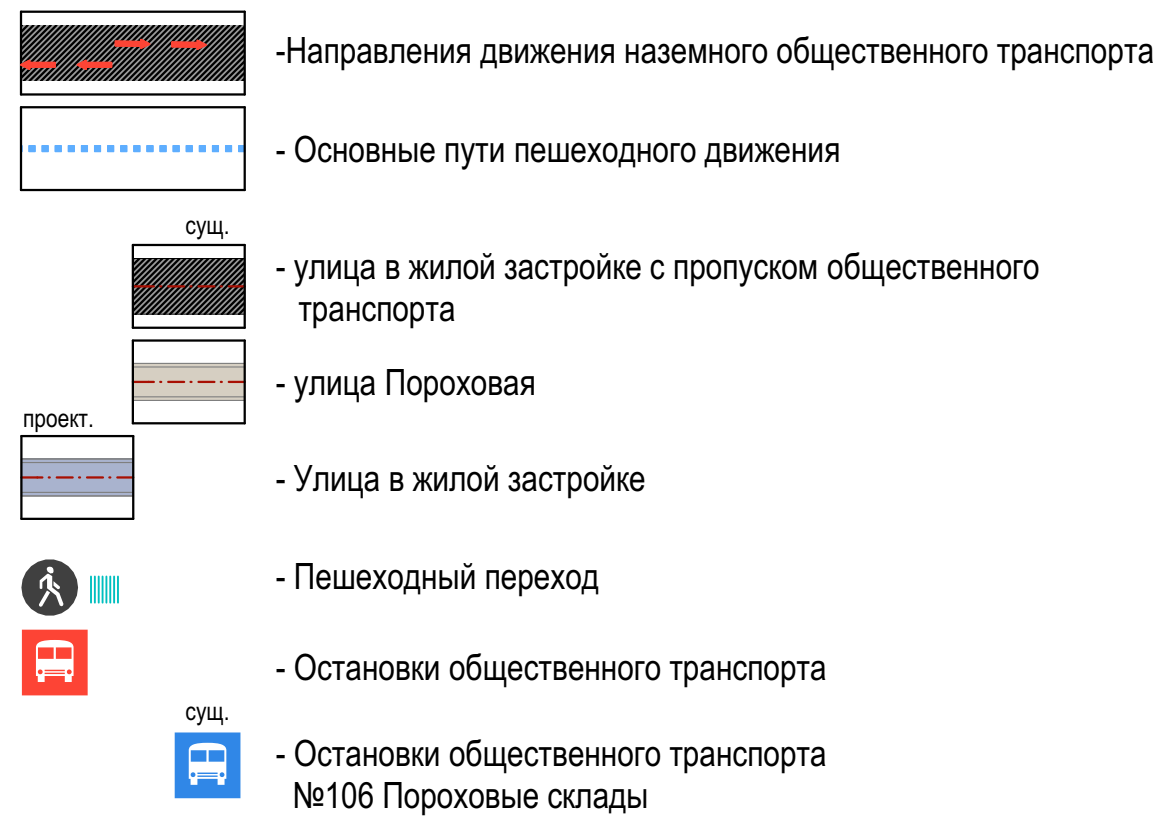 -Направления движения наземного общественного транспорта
- Основные пути пешеходного движения
сущ.
- улица в жилой застройке с пропуском общественного
транспорта
- улица Пороховая
проект.
- Улица в жилой застройке
- Пешеходный переход
- Остановки общественного транспорта
сущ.
- Остановки общественного транспорта
№106 Пороховые склады